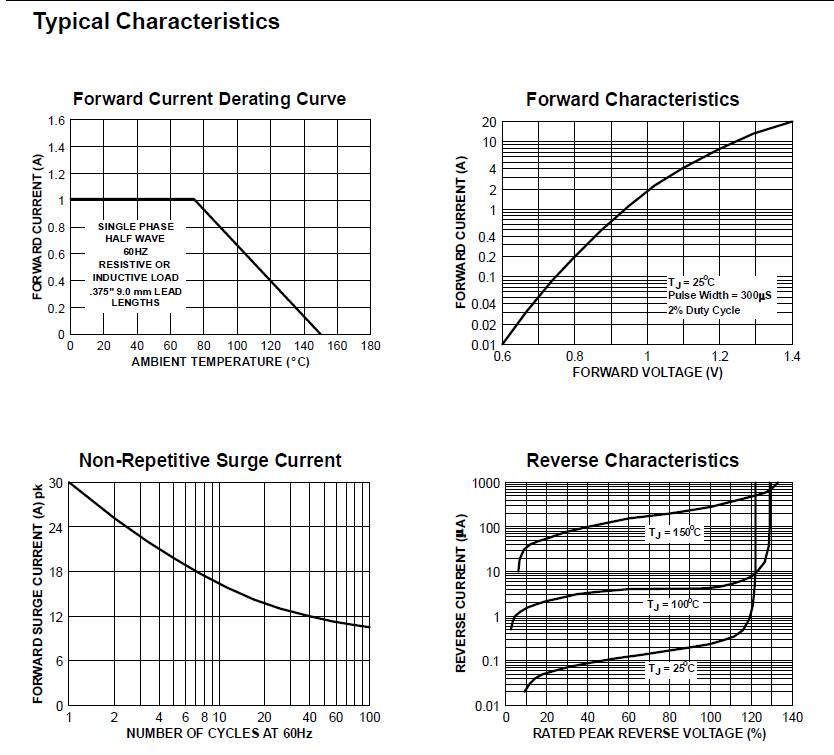 Typical Characteristics
Forward Current Derating Curve
FORWARD CURRENT (A)
1.6
1.4
1.2
1
0.8
0.6
0.4
0.2
0
SINGLE PHASE
HALF WAVE
60HZ
RESISTIVE OR
INDUCTIVE LOAD
.375" 9.0 mm LEAD
LENGTHS
0 20 40 60 80 100 120 140 160 180
AMBIENT TEMPERATURE (°C)
Forward Characteristics
FORWARD CURRENT (A)
20
10
4
2
1
0.4
0.2
0.1
0.04
0.02
0.01
TJ = 25°C
Pulse Width = 300µS
2% Duty Cycle
0.6 0.8 1 1.2 1.4
FORWARD VOLTAGE (V)
Non-Repetitive Surge Current
FORWARD SURGE CURRENT (A) pk
30
24
18
12
6
0
1 2 4 6 8 10 20 40 60 100
NUMBER OF CYCLES AT 60Hz
Reverse Characteristics
REVERSE CURRENT (µA)
1000
100
10
1
0.1
0.01
TJ = 150°C
TJ = 100°C
TJ = 25°C
0 20 40 60 80 100 120 140
RATED PEAK REVERSE VOLTAGE (%)